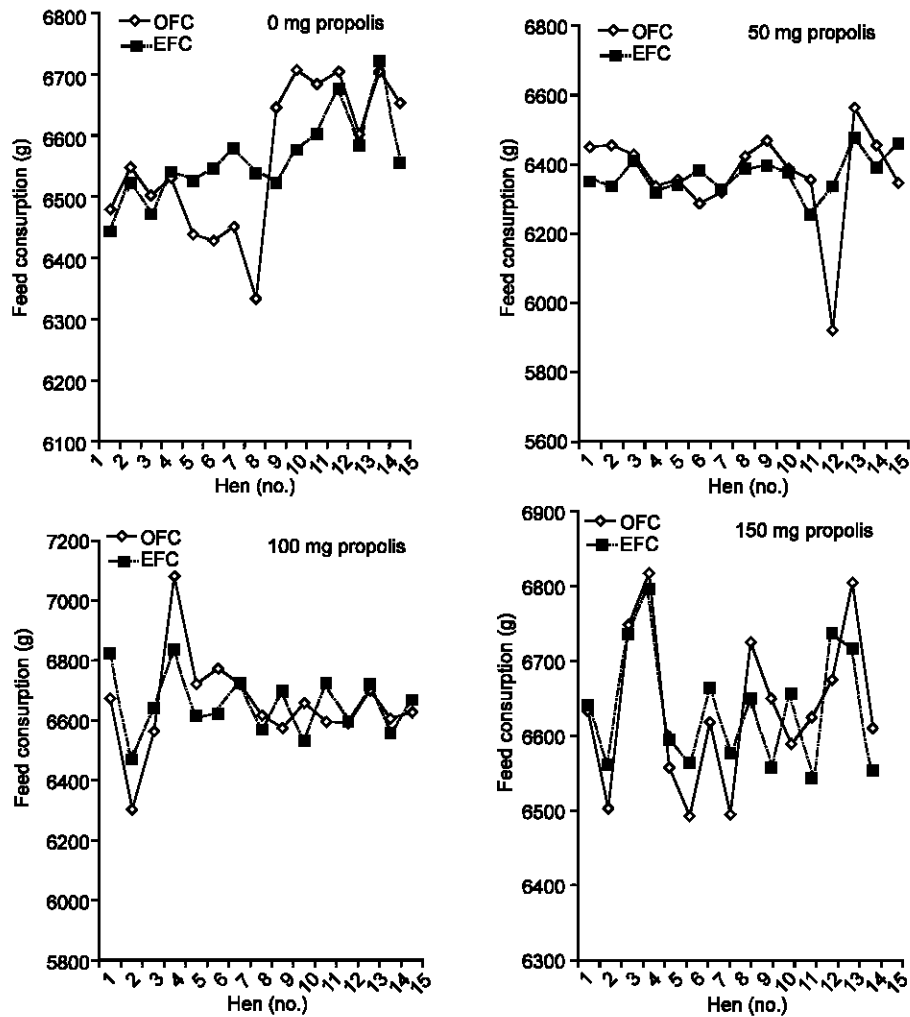 0 mg propolis
OFC
EFC
Feed consurption (g)
6800
6700
6600
6500
6400
6300
6200
6100
1 2 3 4 5 6 7 8 9 10 11 12 13 14 15
Hen (no.)
50 mg propolis
OFC
EFC
Feed consurption (g)
6800
6600
6400
6200
6000
5800
5600
1 2 3 4 5 6 7 8 9 10 11 12 13 14 15
Hen (no.)
100 mg propolis
OFC
EFC
Feed consurption (g)
7200
7000
6800
6600
6400
6200
6000
5800
1 2 3 4 5 6 7 8 9 10 11 12 13 14 15
Hen (no.)
150 mg propolis
OFC
EFC
Feed consurption (g)
6900
6800
6700
6600
6500
6400
6300
1 2 3 4 5 6 7 8 9 10 11 12 13 14 15
Hen (no.)